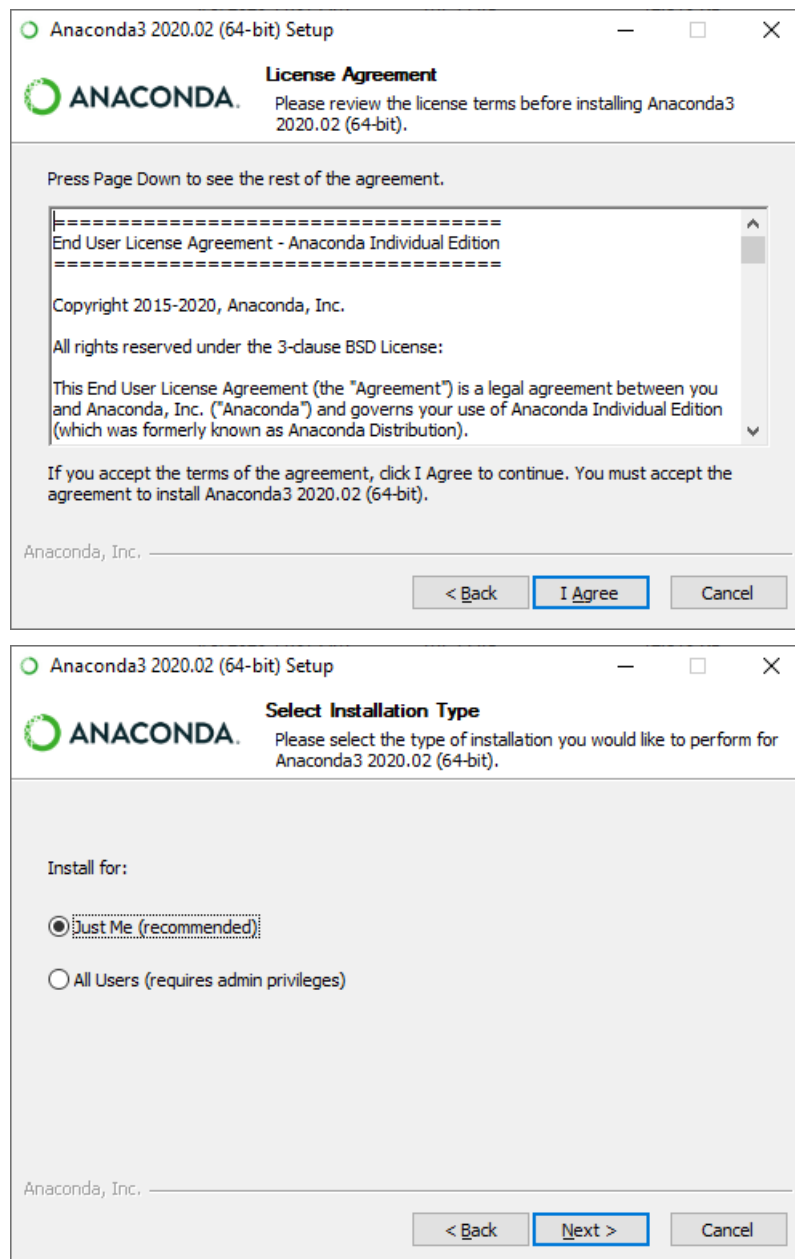 Anaconda3 2020.02 (64-bit) Setup
ANACONDA.
License Agreement
Please review the license terms before installing Anaconda3
2020.02 (64-bit).
Press Page Down to see the rest of the agreement.
===================================
End User License Agreement - Anaconda Individual Edition
===================================
Copyright 2015-2020, Anaconda, Inc.
All rights reserved under the 3-clause BSD License:
This End User License Agreement (the "Agreement") is a legal agreement between you
and Anaconda, Inc. ("Anaconda") and governs your use of Anaconda Individual Edition
(which was formerly known as Anaconda Distribution).
If you accept the terms of the agreement, click I Agree to continue. You must accept the
agreement to install Anaconda3 2020.02 (64-bit).
Anaconda, Inc.
< Back I Agree Cancel
Anaconda3 2020.02 (64-bit) Setup
ANACONDA.
Select Installation Type
Please select the type of installation you would like to perform for
Anaconda3 2020.02 (64-bit).
Install for:
Just Me (recommended)
All Users (requires admin privileges)
Anaconda, Inc.
< Back Next > Cancel